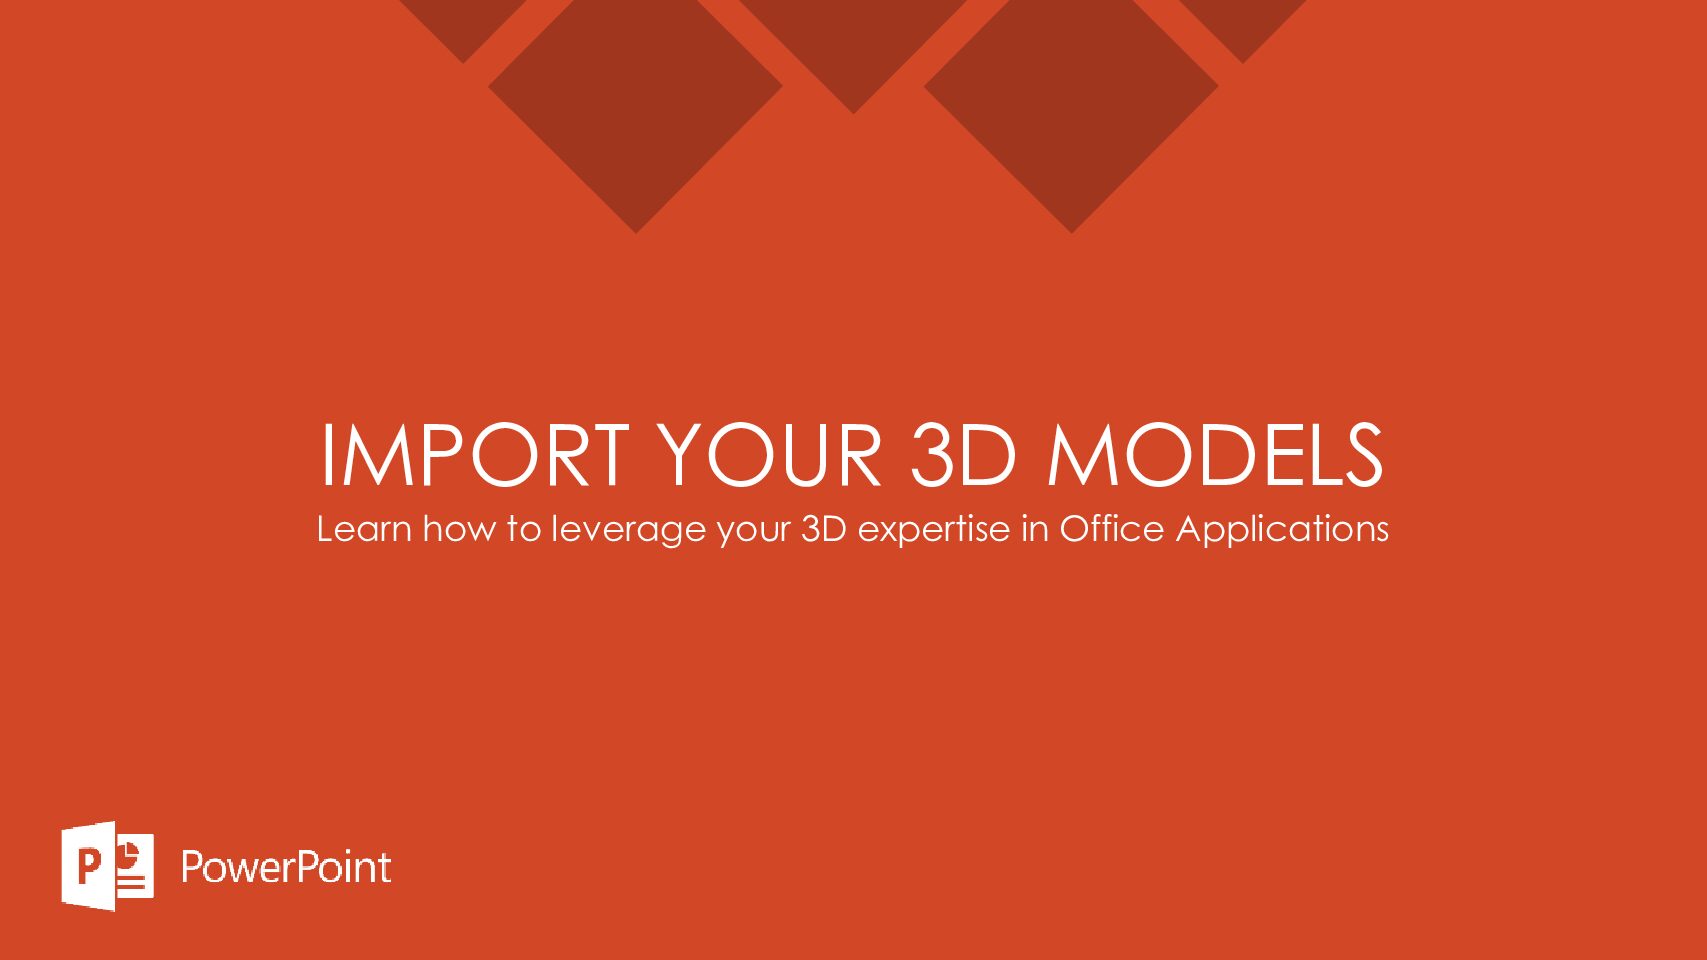 IMPORT YOUR 3D MODELS
Learn how to leverage your 3D expertise in Office Applications
P
PowerPoint